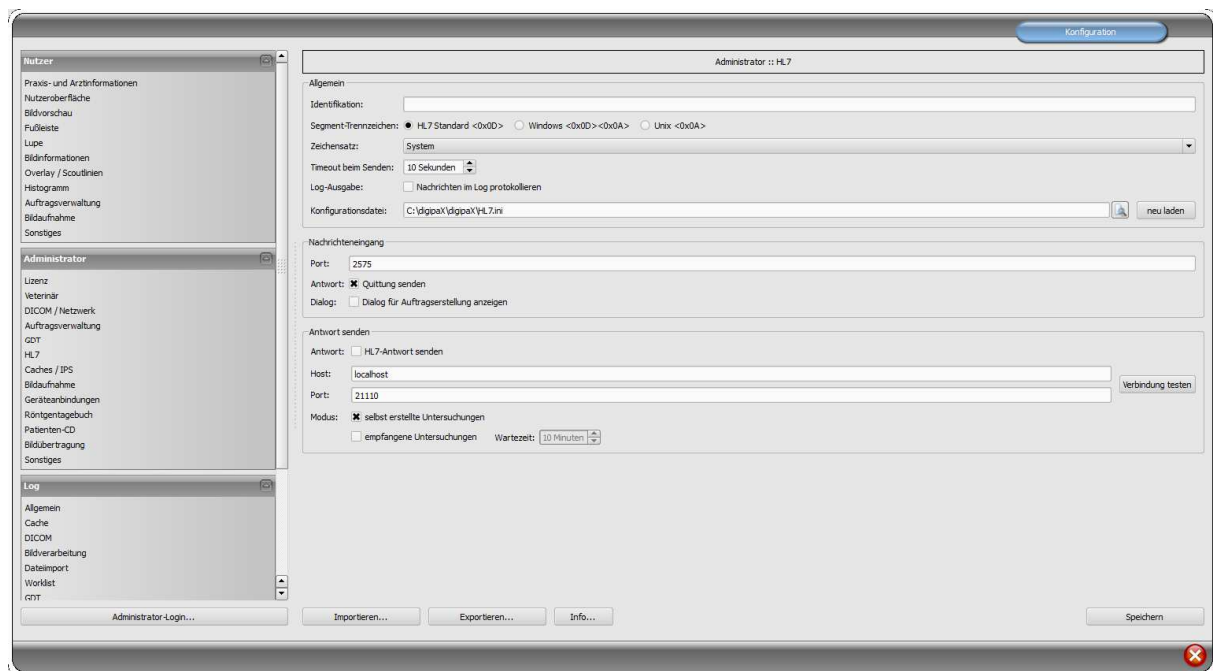 Konfiguration
Nutzer
Praxis- und Arztinformationen
Nutzeroberfläche
Bildvorschau
Fußleiste
Lupe
Bildinformationen
Overlay / Scoutlinien
Histogramm
Auftragsverwaltung
Bildaufnahme
Sonstiges
Administrator
Lizenz
Veterinär
DICOM / Netzwerk
Auftragsverwaltung
GDT
HL7
Caches / IPS
Bildaufnahme
Geräteanbindungen
Röntgentagebuch
Patienten-CD
Bildübertragung
Sonstiges
Log
Allgemein
Cache
DICOM
Bildverarbeitung
Dateiimport
Worklist
GDT
Administrator-Login...
Administrator :: HL7
Allgemein
Identifikation:
Segment-Trennzeichen: HL7 Standard <0x0D> Windows <0x0D><0x0A> Unix <0x0A>
Zeichensatz: System
Timeout beim Senden: 10 Sekunden
Log-Ausgabe: Nachrichten im Log protokollieren
Konfigurationsdatei: C:\digipaX\digipaX\HL7.ini neu laden
Nachrichteneingang
Port: 2575
Antwort: Quittung senden
Dialog: Dialog für Auftragserstellung anzeigen
Antwort senden
Antwort: HL7-Antwort senden
Host: localhost
Verbindung testen
Port: 21110
Modus: selbst erstellte Untersuchungen
empfangene Untersuchungen Wartezeit: 10 Minuten
Importieren... Exportieren... Info... Speichern